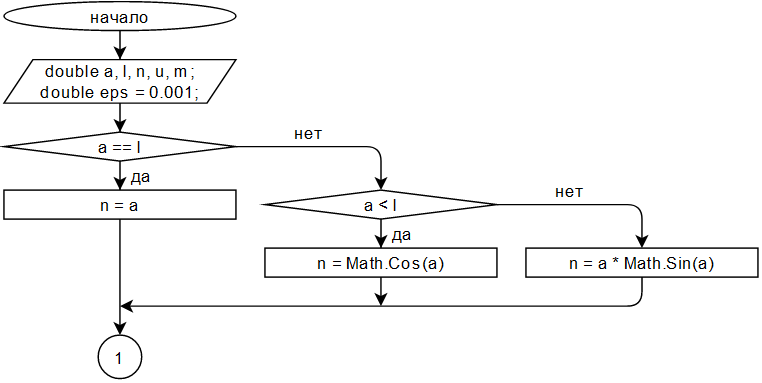 начало
double a, l, n, u, m ;
double eps = 0.001;
a == l
нет
да
n = a
a < l
нет
да
n = Math.Cos(a)
n = a * Math.Sin(a)
1